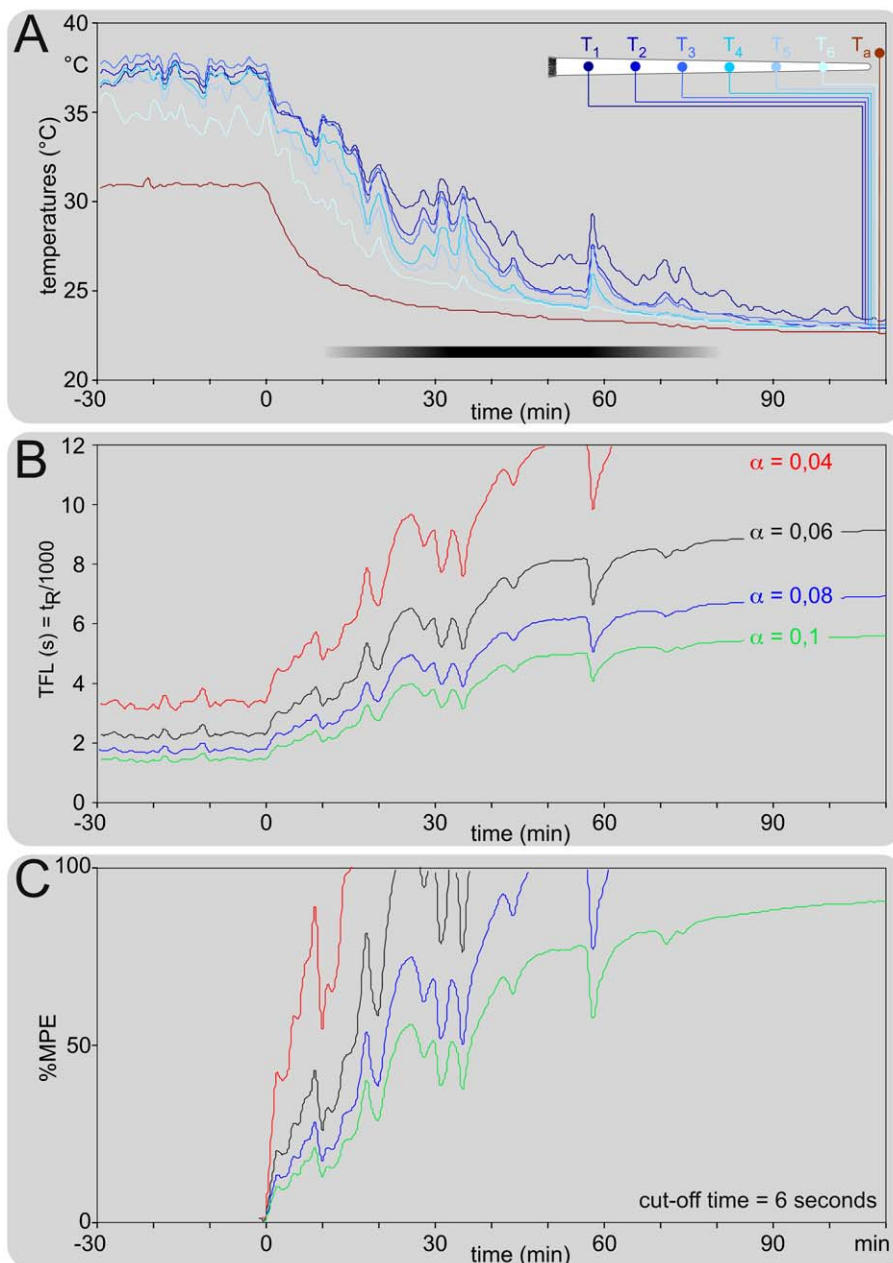 A
°C
40
35
30
25
20
temperatures (°C)
T1 T2 T3 T4 T5 T6 Ta
-30 0 30 60 90
time (min)
B
12
10
8
6
4
2
0
TFL (s) = tR/1000
α = 0,04
α = 0,06
α = 0,08
α = 0,1
-30 0 30 60 90
time (min)
C
100
50
0
%MPE
cut-off time = 6 seconds
-30 0 30 60 90 min
time (min)